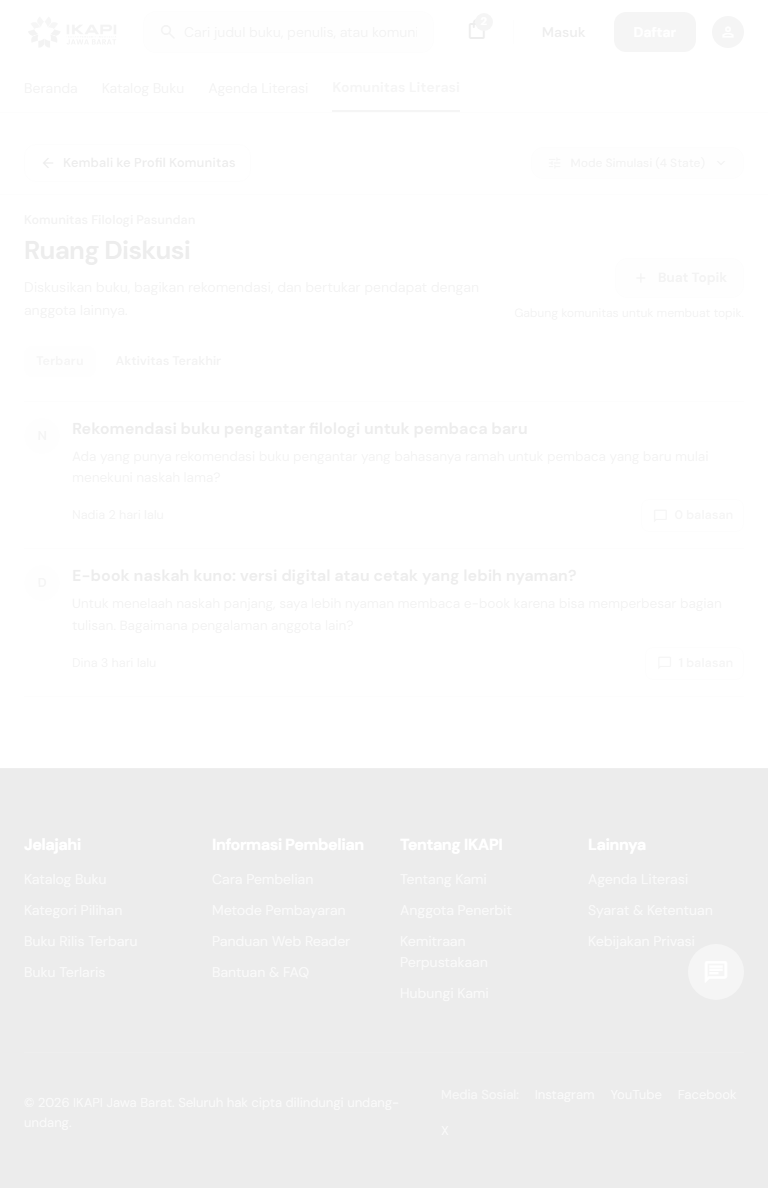 IKAPI
JAWA BARAT
Cari judul buku, penulis, atau komuni
2
Masuk
Daftar
Beranda
Katalog Buku
Agenda Literasi
Komunitas Literasi
Kembali ke Profil Komunitas
Mode Simulasi (4 State)
Komunitas Filologi Pasundan
Ruang Diskusi
Diskusikan buku, bagikan rekomendasi, dan bertukar pendapat dengan
anggota lainnya.
Buat Topik
Gabung komunitas untuk membuat topik.
Terbaru
Aktivitas Terakhir
N
Rekomendasi buku pengantar filologi untuk pembaca baru
Ada yang punya rekomendasi buku pengantar yang bahasanya ramah untuk pembaca yang baru mulai
menekuni naskah lama?
Nadia 2 hari lalu
0 balasan
D
E-book naskah kuno: versi digital atau cetak yang lebih nyaman?
Untuk menelaah naskah panjang, saya lebih nyaman membaca e-book karena bisa memperbesar bagian
tulisan. Bagaimana pengalaman anggota lain?
Dina 3 hari lalu
1 balasan
Jelajahi
Katalog Buku
Kategori Pilihan
Buku Rilis Terbaru
Buku Terlaris
Informasi Pembelian
Cara Pembelian
Metode Pembayaran
Panduan Web Reader
Bantuan & FAQ
Tentang IKAPI
Tentang Kami
Anggota Penerbit
Kemitraan
Perpustakaan
Hubungi Kami
Lainnya
Agenda Literasi
Syarat & Ketentuan
Kebijakan Privasi
© 2026 IKAPI Jawa Barat. Seluruh hak cipta dilindungi undang-
undang.
Media Sosial:
Instagram
YouTube
Facebook
X